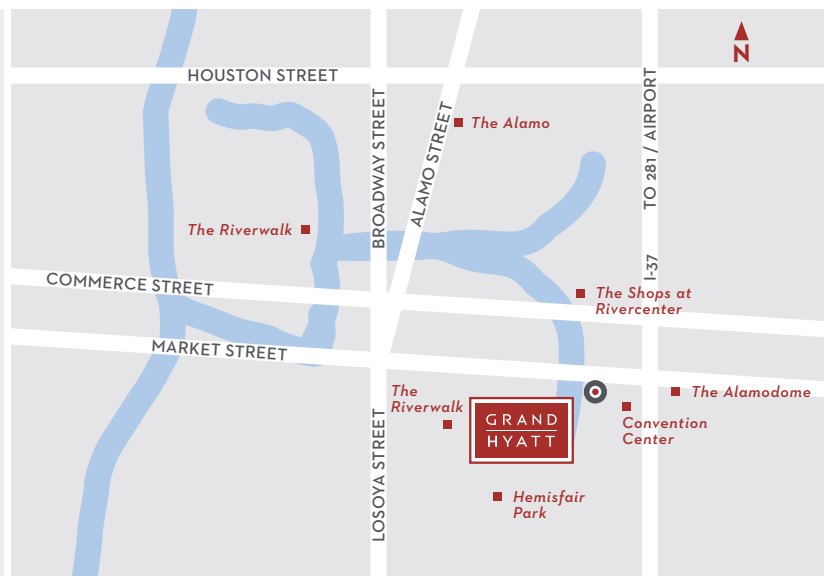 N
HOUSTON STREET
BROADWAY STREET
ALAMO STREET
TO 281 / AIRPORT
The Alamo
The Riverwalk
I-37
COMMERCE STREET
The Shops at
Rivercenter
MARKET STREET
The
Riverwalk
The Alamodome
GRAND
HYATT
Convention
Center
LOSOYA STREET
Hemisfair
Park